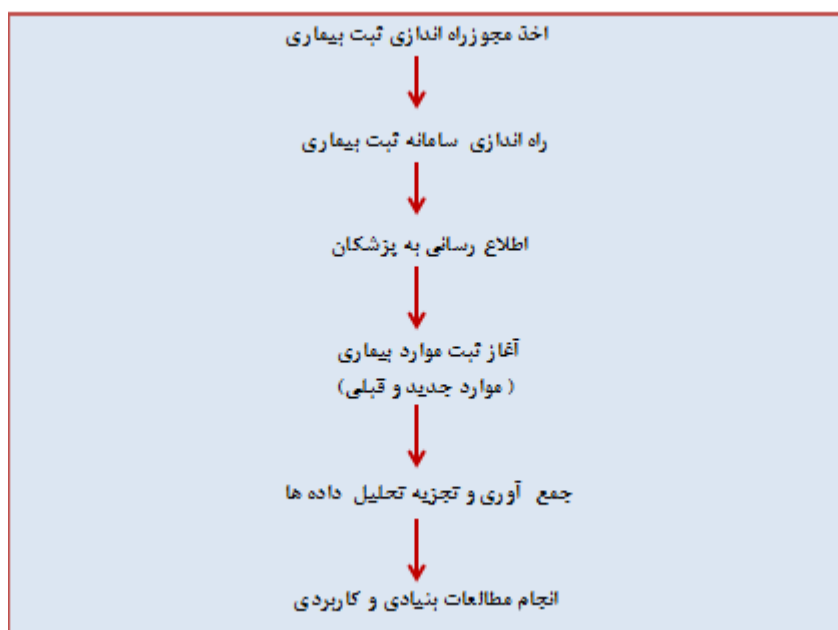 اخذ مجوزراه اندازی ثبت بیماری
راه اندازی سامانه ثبت بیماری
اطلاع رسانی به پزشکان
آغاز ثبت موارد بیماری
( موارد جدید و قبلی)
جمع آوری و تجزیه تحلیل داده ها
انجام مطالعات بنیادی و کاربردی